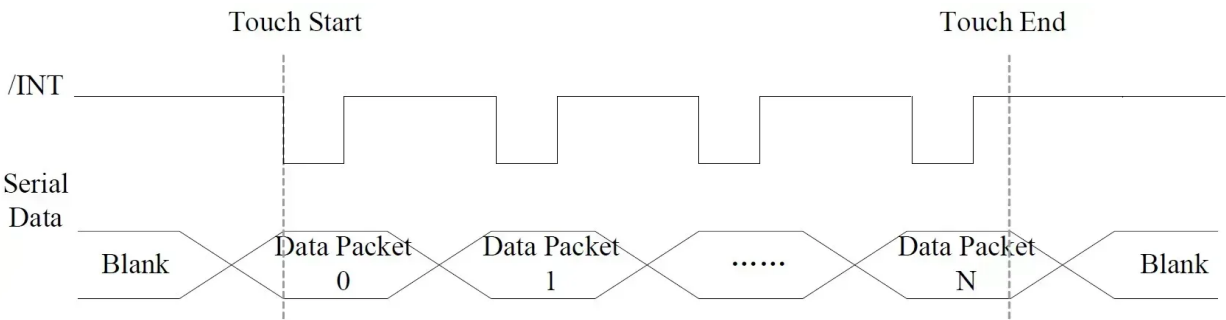 Touch Start
Touch End
/INT
Serial
Data
Blank
Data Packet
0
Data Packet
1
......
Data Packet
N
Blank